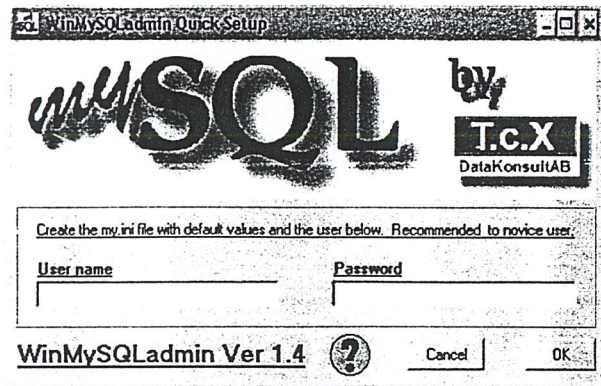 WinMySQLadmin Quick Setup
mySQL
by
T.c.X
DataKonsultAB
Create the my.ini file with default values and the user below. Recommended to novice user.
User name
Password
WinMySQLadmin Ver 1.4
?
Cancel
OK